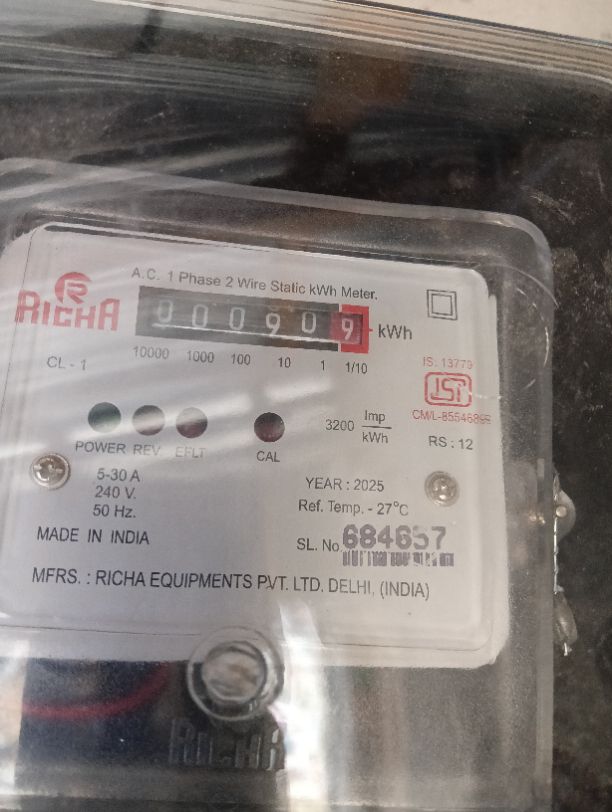 A.C. 1 Phase 2 Wire Static kWh Meter.
R
RICHA
000909 kWh
10000 1000 100 10 1 1/10
CL - 1
IS: 13779
ISI
CM/L-85546895
3200 Imp/kWh
RS : 12
POWER REV EFLT CAL
5-30 A
240 V.
50 Hz.
YEAR : 2025
Ref. Temp. - 27°C
MADE IN INDIA
SL. No. 684657
MFRS. : RICHA EQUIPMENTS PVT. LTD. DELHI, (INDIA)
RICHA